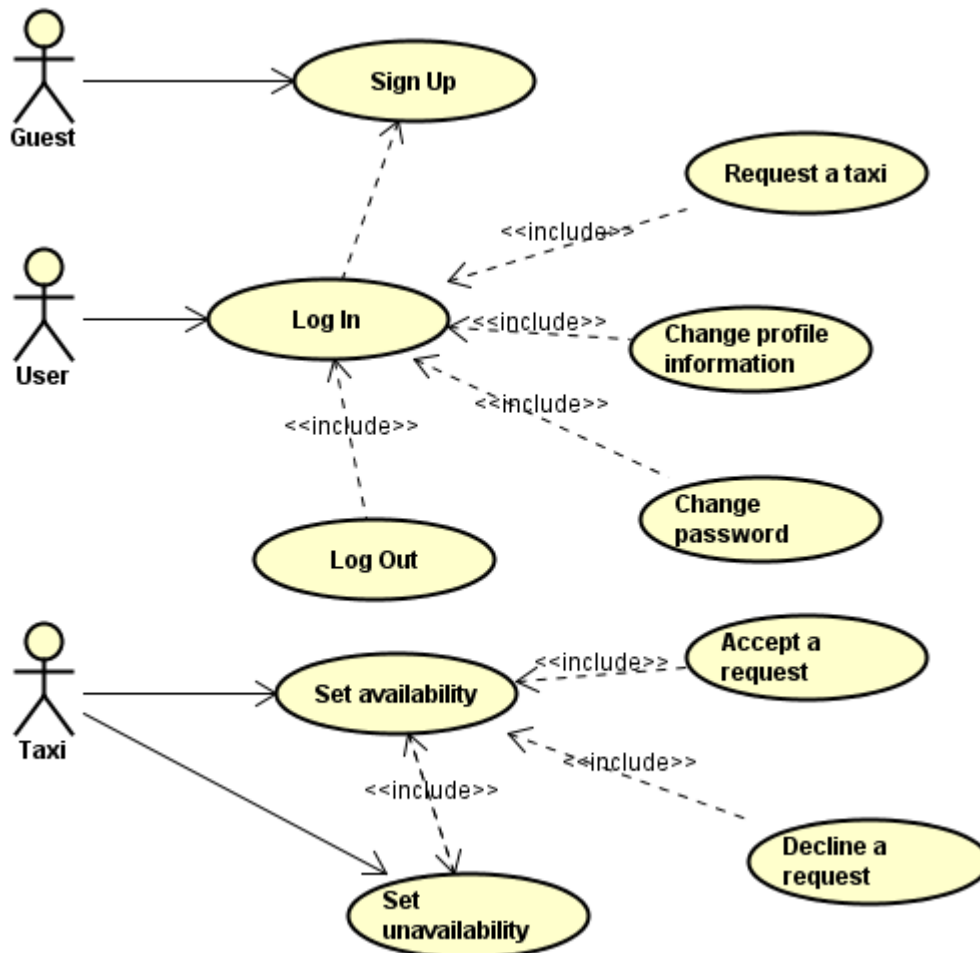 Sign Up
Guest
Request a taxi
<<include>>
Log In
<<include>>
Change profile
information
User
<<include>>
<<include>>
Change
password
Log Out
Accept a
request
<<include>>
Set availability
Taxi
<<include>>
<<include>>
Decline a
request
Set
unavailability